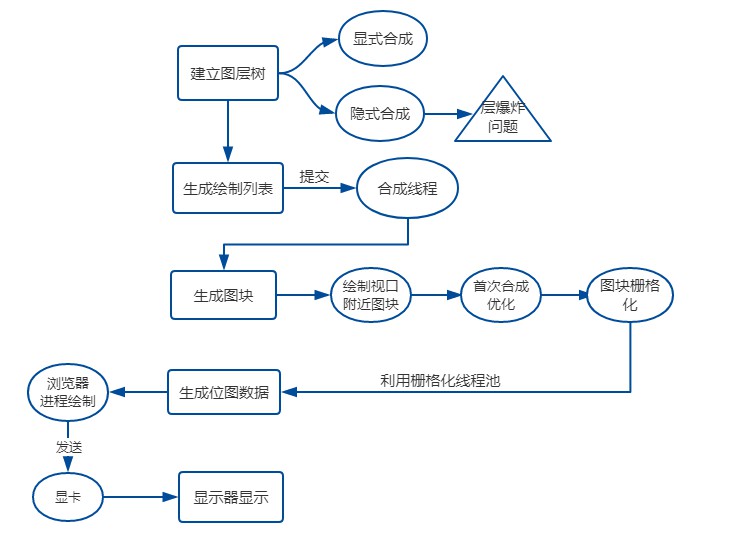 显式合成
建立图层树
隐式合成
层爆炸
问题
生成绘制列表
提交
合成线程
生成图块
绘制视口
附近图块
首次合成
优化
图块栅格
化
利用栅格化线程池
生成位图数据
浏览器
进程绘制
发送
显卡
显示器显示